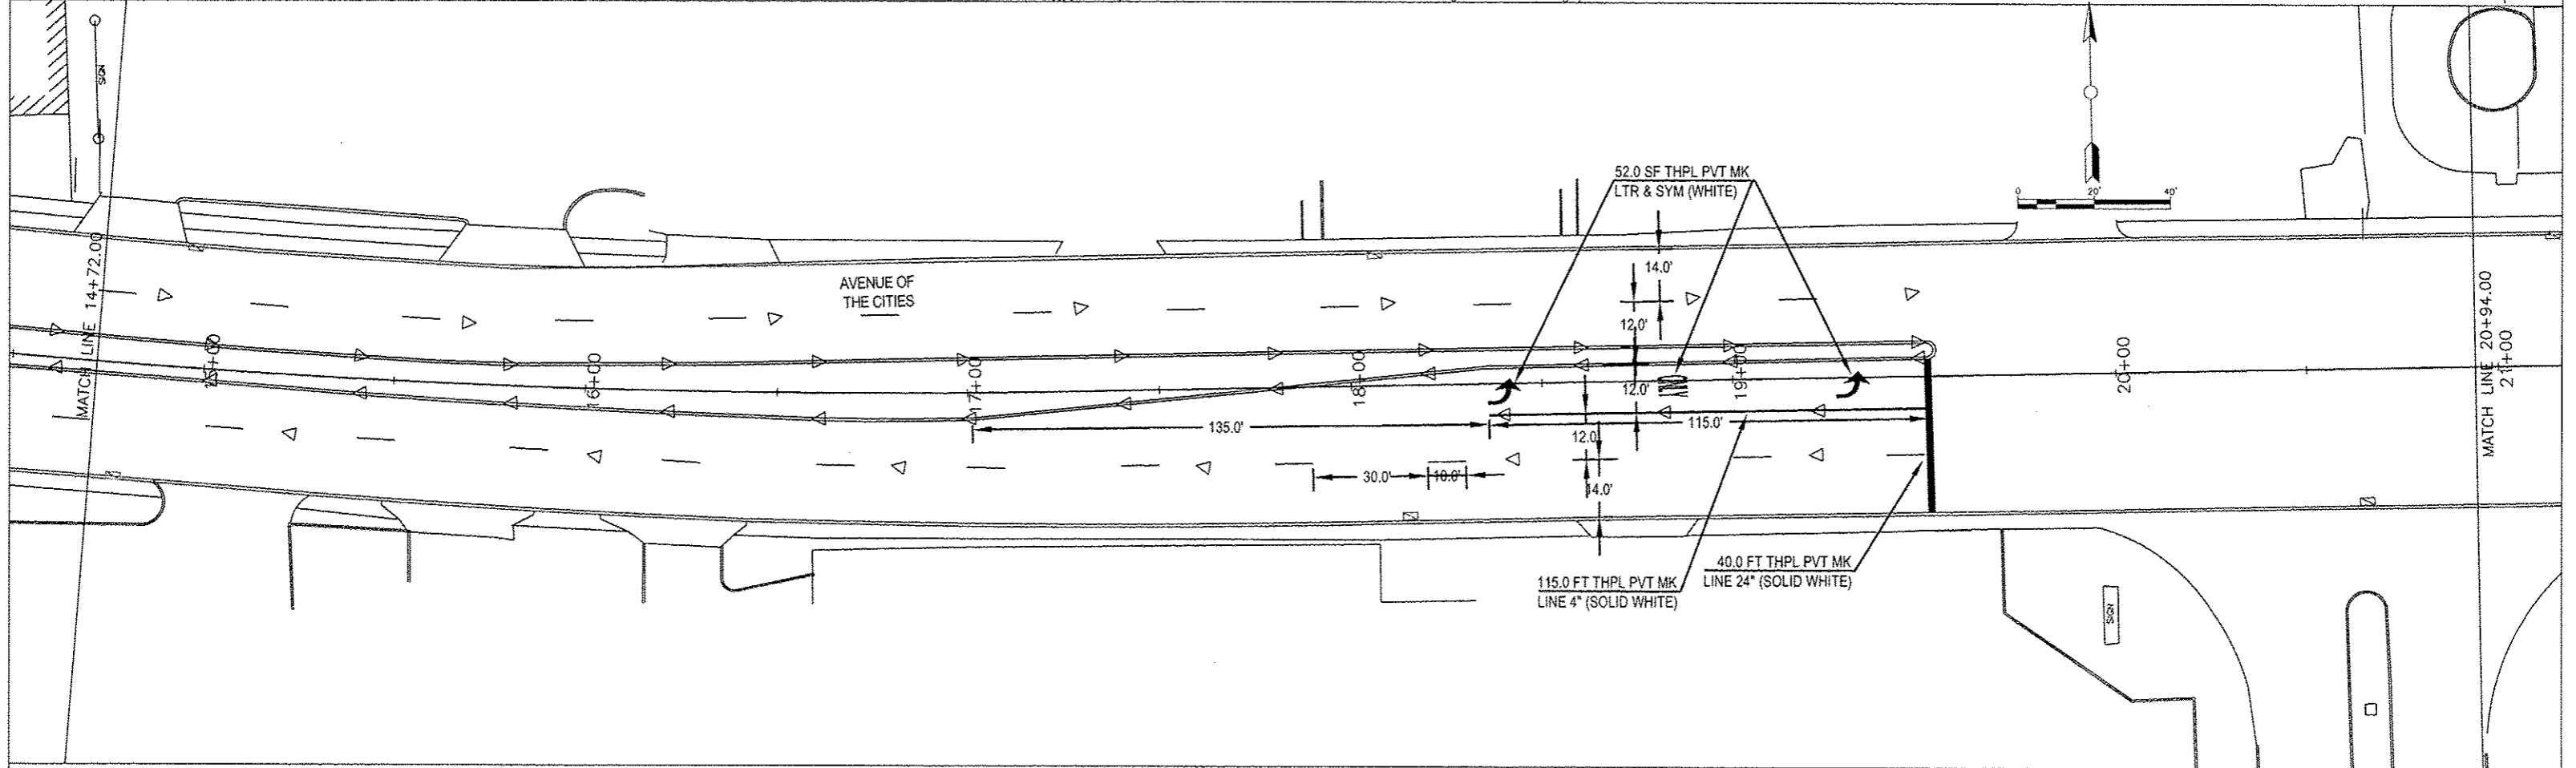 SIGN
MATCH LINE 14+72.00
15+00
16+00
17+00
18+00
19+00
20+00
21+00
MATCH LINE 20+94.00
AVENUE OF
THE CITIES
52.0 SF THPL PVT MK
LTR & SYM (WHITE)
0 20' 40'
14.0'
12.0'
12.0'
12.0'
14.0'
135.0'
115.0'
30.0'
10.0'
115.0 FT THPL PVT MK
LINE 4" (SOLID WHITE)
40.0 FT THPL PVT MK
LINE 24" (SOLID WHITE)
SIGN